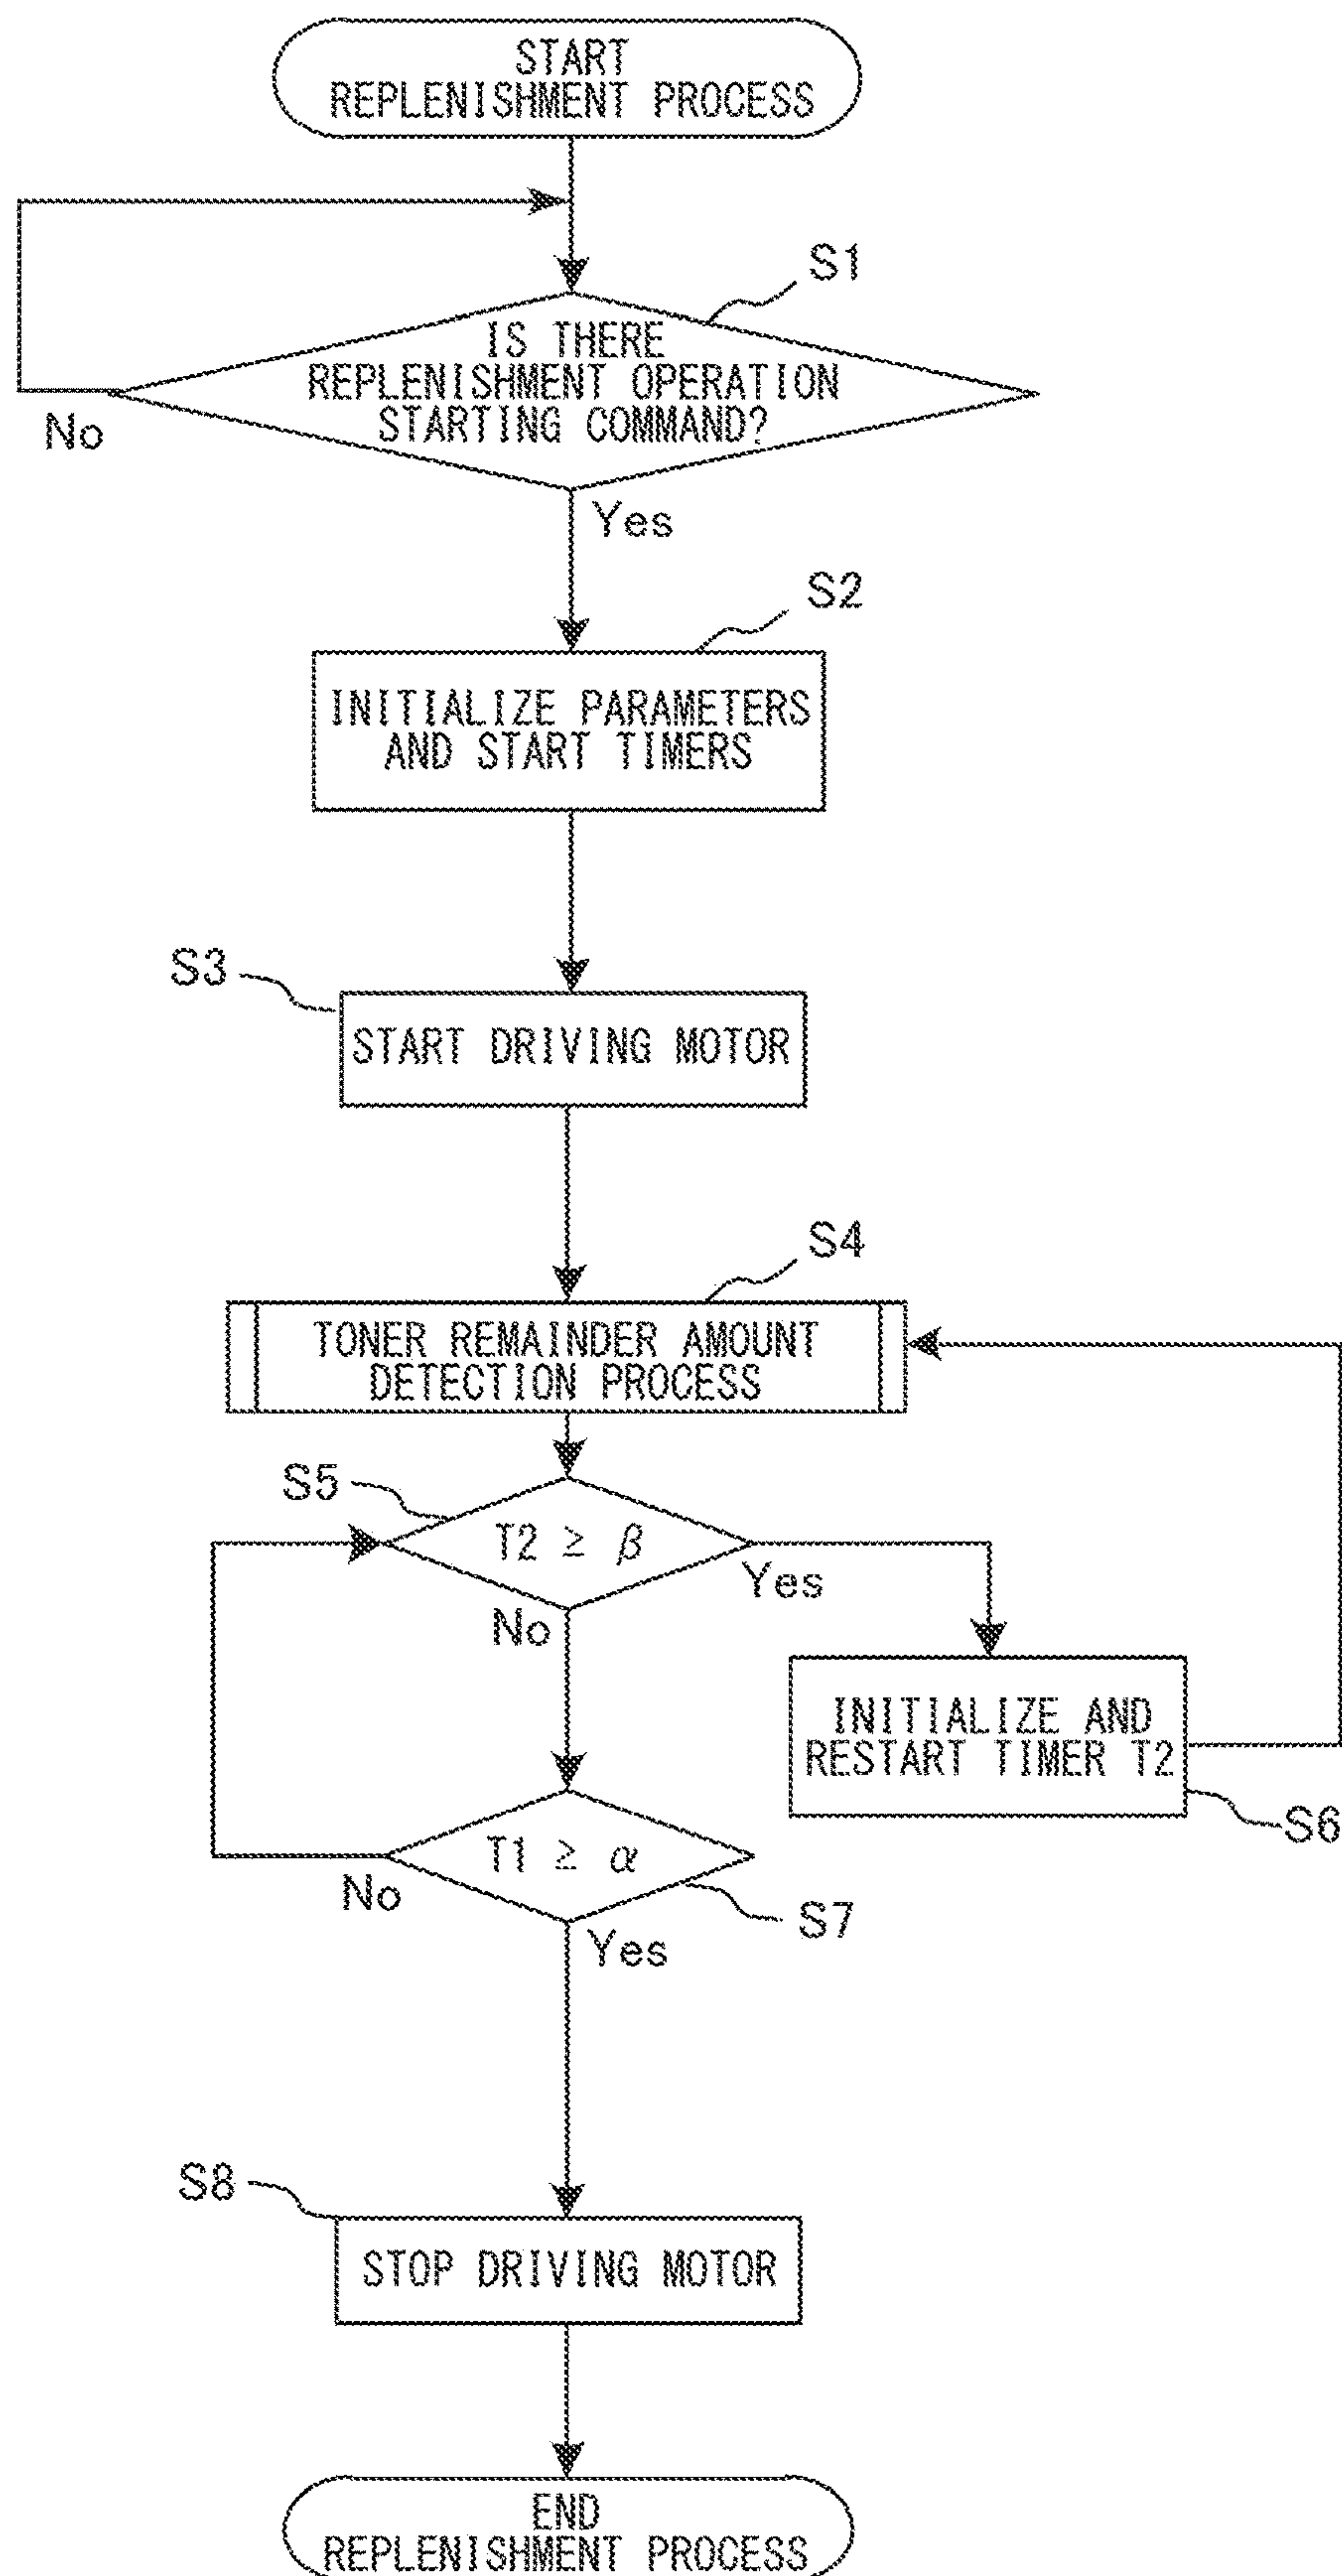 START
REPLENISHMENT PROCESS
S1
IS THERE
REPLENISHMENT OPERATION
STARTING COMMAND?
No
Yes
S2
INITIALIZE PARAMETERS
AND START TIMERS
S3
START DRIVING MOTOR
S4
TONER REMAINDER AMOUNT
DETECTION PROCESS
S5
T2 ≥ β
Yes
No
INITIALIZE AND
RESTART TIMER T2
S6
T1 ≥ α
No
S7
Yes
S8
STOP DRIVING MOTOR
END
REPLENISHMENT PROCESS